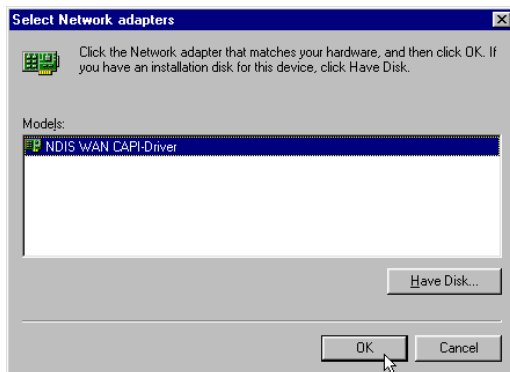 Select Network adapters
Click the Network adapter that matches your hardware, and then click OK. If
you have an installation disk for this device, click Have Disk.
Models:
NDIS WAN CAPI-Driver
Have Disk...
OK
Cancel